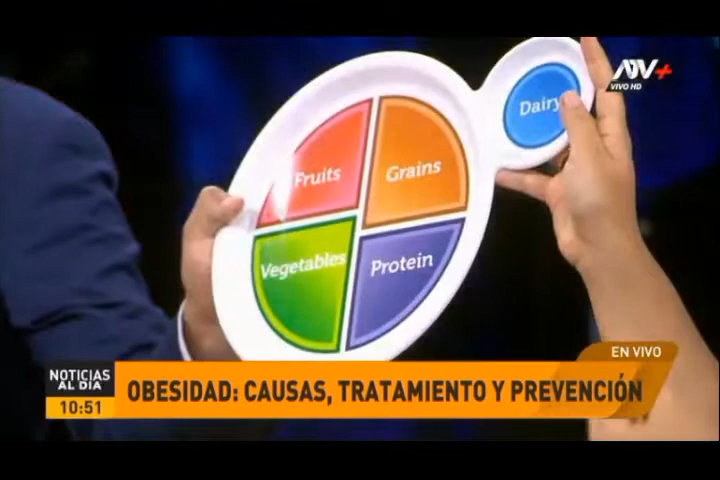 ATV+
VIVO HD
Dairy
Fruits
Grains
Vegetables
Protein
EN VIVO
NOTICIAS
AL DÍA
10:51
OBESIDAD: CAUSAS, TRATAMIENTO Y PREVENCIÓN